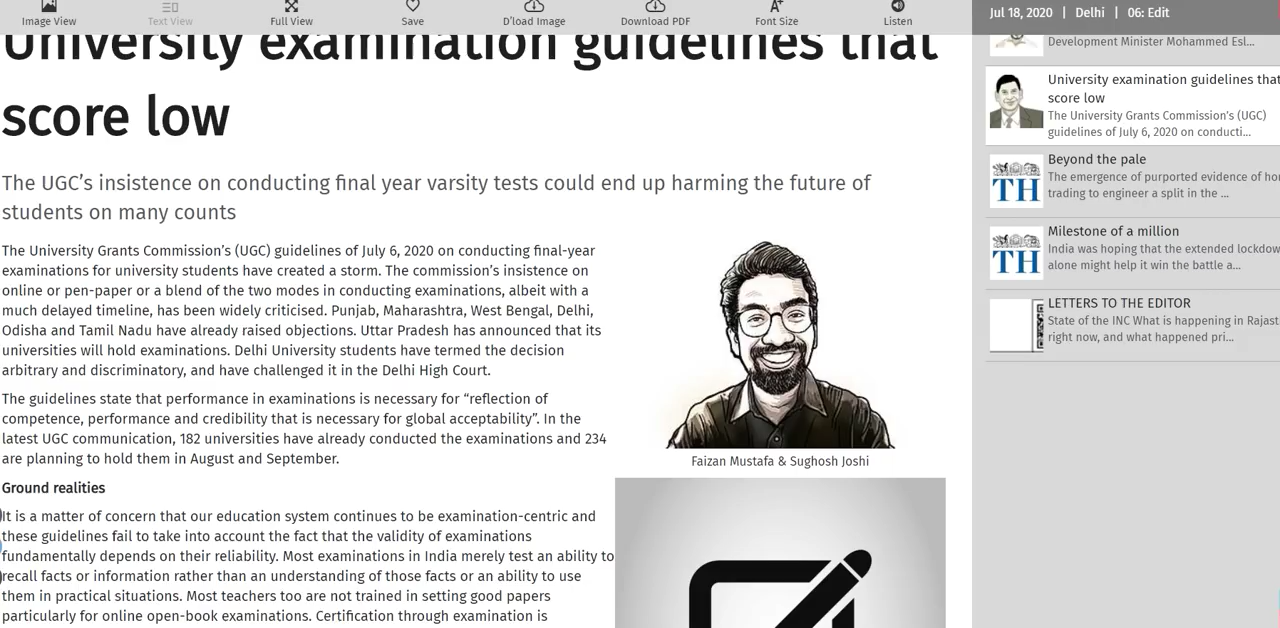 Image View
Text View
Full View
Save
D'load Image
Download PDF
Font Size
Listen
Jul 18, 2020 | Delhi | 06: Edit
University examination guidelines that
score low
The UGC's insistence on conducting final year varsity tests could end up harming the future of
students on many counts
The University Grants Commission's (UGC) guidelines of July 6, 2020 on conducting final-year
examinations for university students have created a storm. The commission's insistence on
online or pen-paper or a blend of the two modes in conducting examinations, albeit with a
much delayed timeline, has been widely criticised. Punjab, Maharashtra, West Bengal, Delhi,
Odisha and Tamil Nadu have already raised objections. Uttar Pradesh has announced that its
universities will hold examinations. Delhi University students have termed the decision
arbitrary and discriminatory, and have challenged it in the Delhi High Court.
The guidelines state that performance in examinations is necessary for “reflection of
competence, performance and credibility that is necessary for global acceptability”. In the
latest UGC communication, 182 universities have already conducted the examinations and 234
are planning to hold them in August and September.
Ground realities
It is a matter of concern that our education system continues to be examination-centric and
these guidelines fail to take into account the fact that the validity of examinations
fundamentally depends on their reliability. Most examinations in India merely test an ability to
recall facts or information rather than an understanding of those facts or an ability to use
them in practical situations. Most teachers too are not trained in setting good papers
particularly for online open-book examinations. Certification through examination is
Faizan Mustafa & Sughosh Joshi
Development Minister Mohammed Esl...
University examination guidelines that
score low
The University Grants Commission's (UGC)
guidelines of July 6, 2020 on conducti...
TH
Beyond the pale
The emergence of purported evidence of ho
trading to engineer a split in the ...
TH
Milestone of a million
India was hoping that the extended lockdow
alone might help it win the battle a...
LETTERS TO THE EDITOR
State of the INC What is happening in Rajast
right now, and what happened pri...